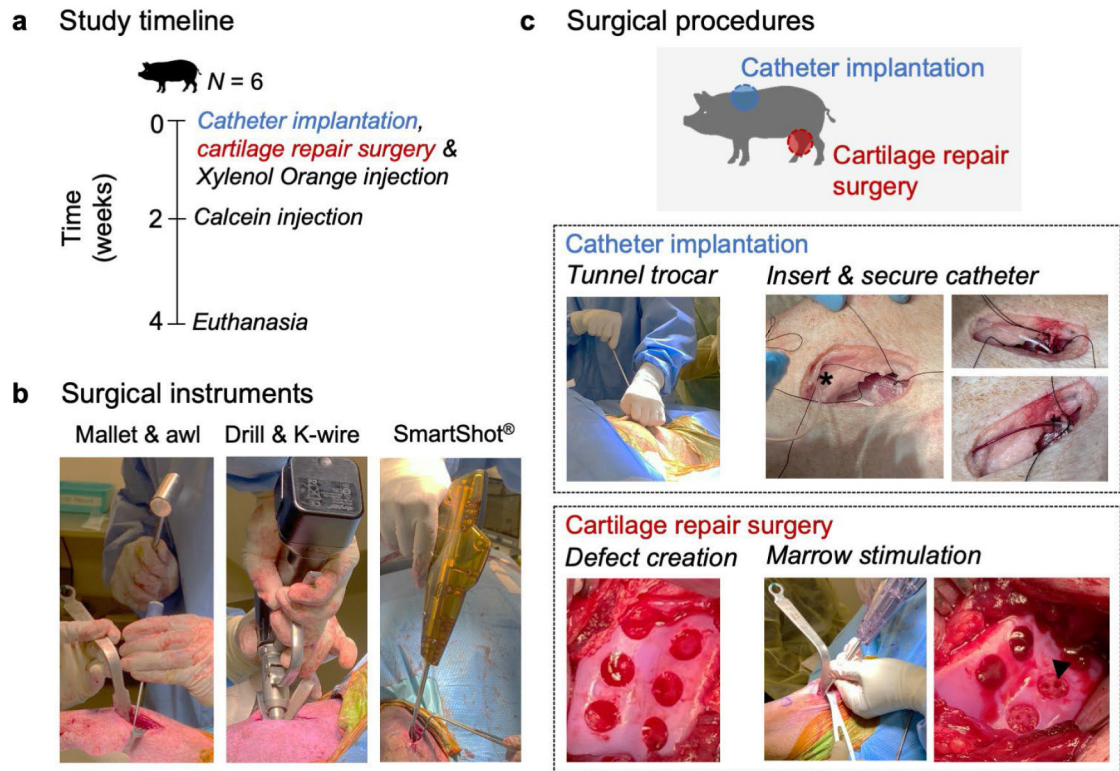 a Study timeline
N = 6
0
Catheter implantation,
cartilage repair surgery &
Xylenol Orange injection
2
Calcein injection
4
Euthanasia
Time
(weeks)
b Surgical instruments
Mallet & awl
Drill & K-wire
SmartShot®
c Surgical procedures
Catheter implantation
Cartilage repair
surgery
Catheter implantation
Tunnel trocar
Insert & secure catheter
*
*
Cartilage repair surgery
Defect creation
Marrow stimulation